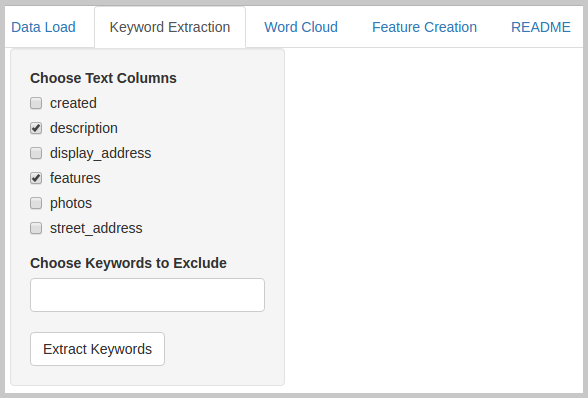 Data Load Keyword Extraction Word Cloud Feature Creation README
Choose Text Columns
created
description
display_address
features
photos
street_address
Choose Keywords to Exclude
Extract Keywords